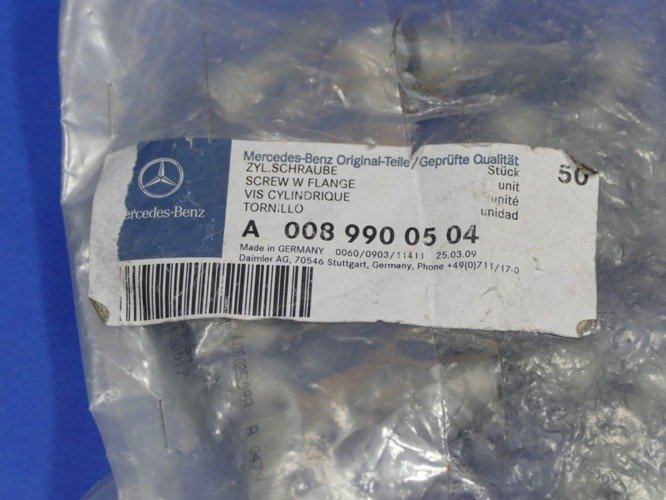 Mercedes-Benz Original-Teile/Geprüfte Qualität
ZYL.SCHRAUBE Stück 50
SCREW W FLANGE unit
VIS CYLINDRIQUE unité
TORNILLO unidad
ercedes-Benz
A 008 990 05 04
Made in GERMANY 0060/0903/11411 25.03.09
Daimler AG, 70546 Stuttgart, Germany, Phone +49(0)711/17-0